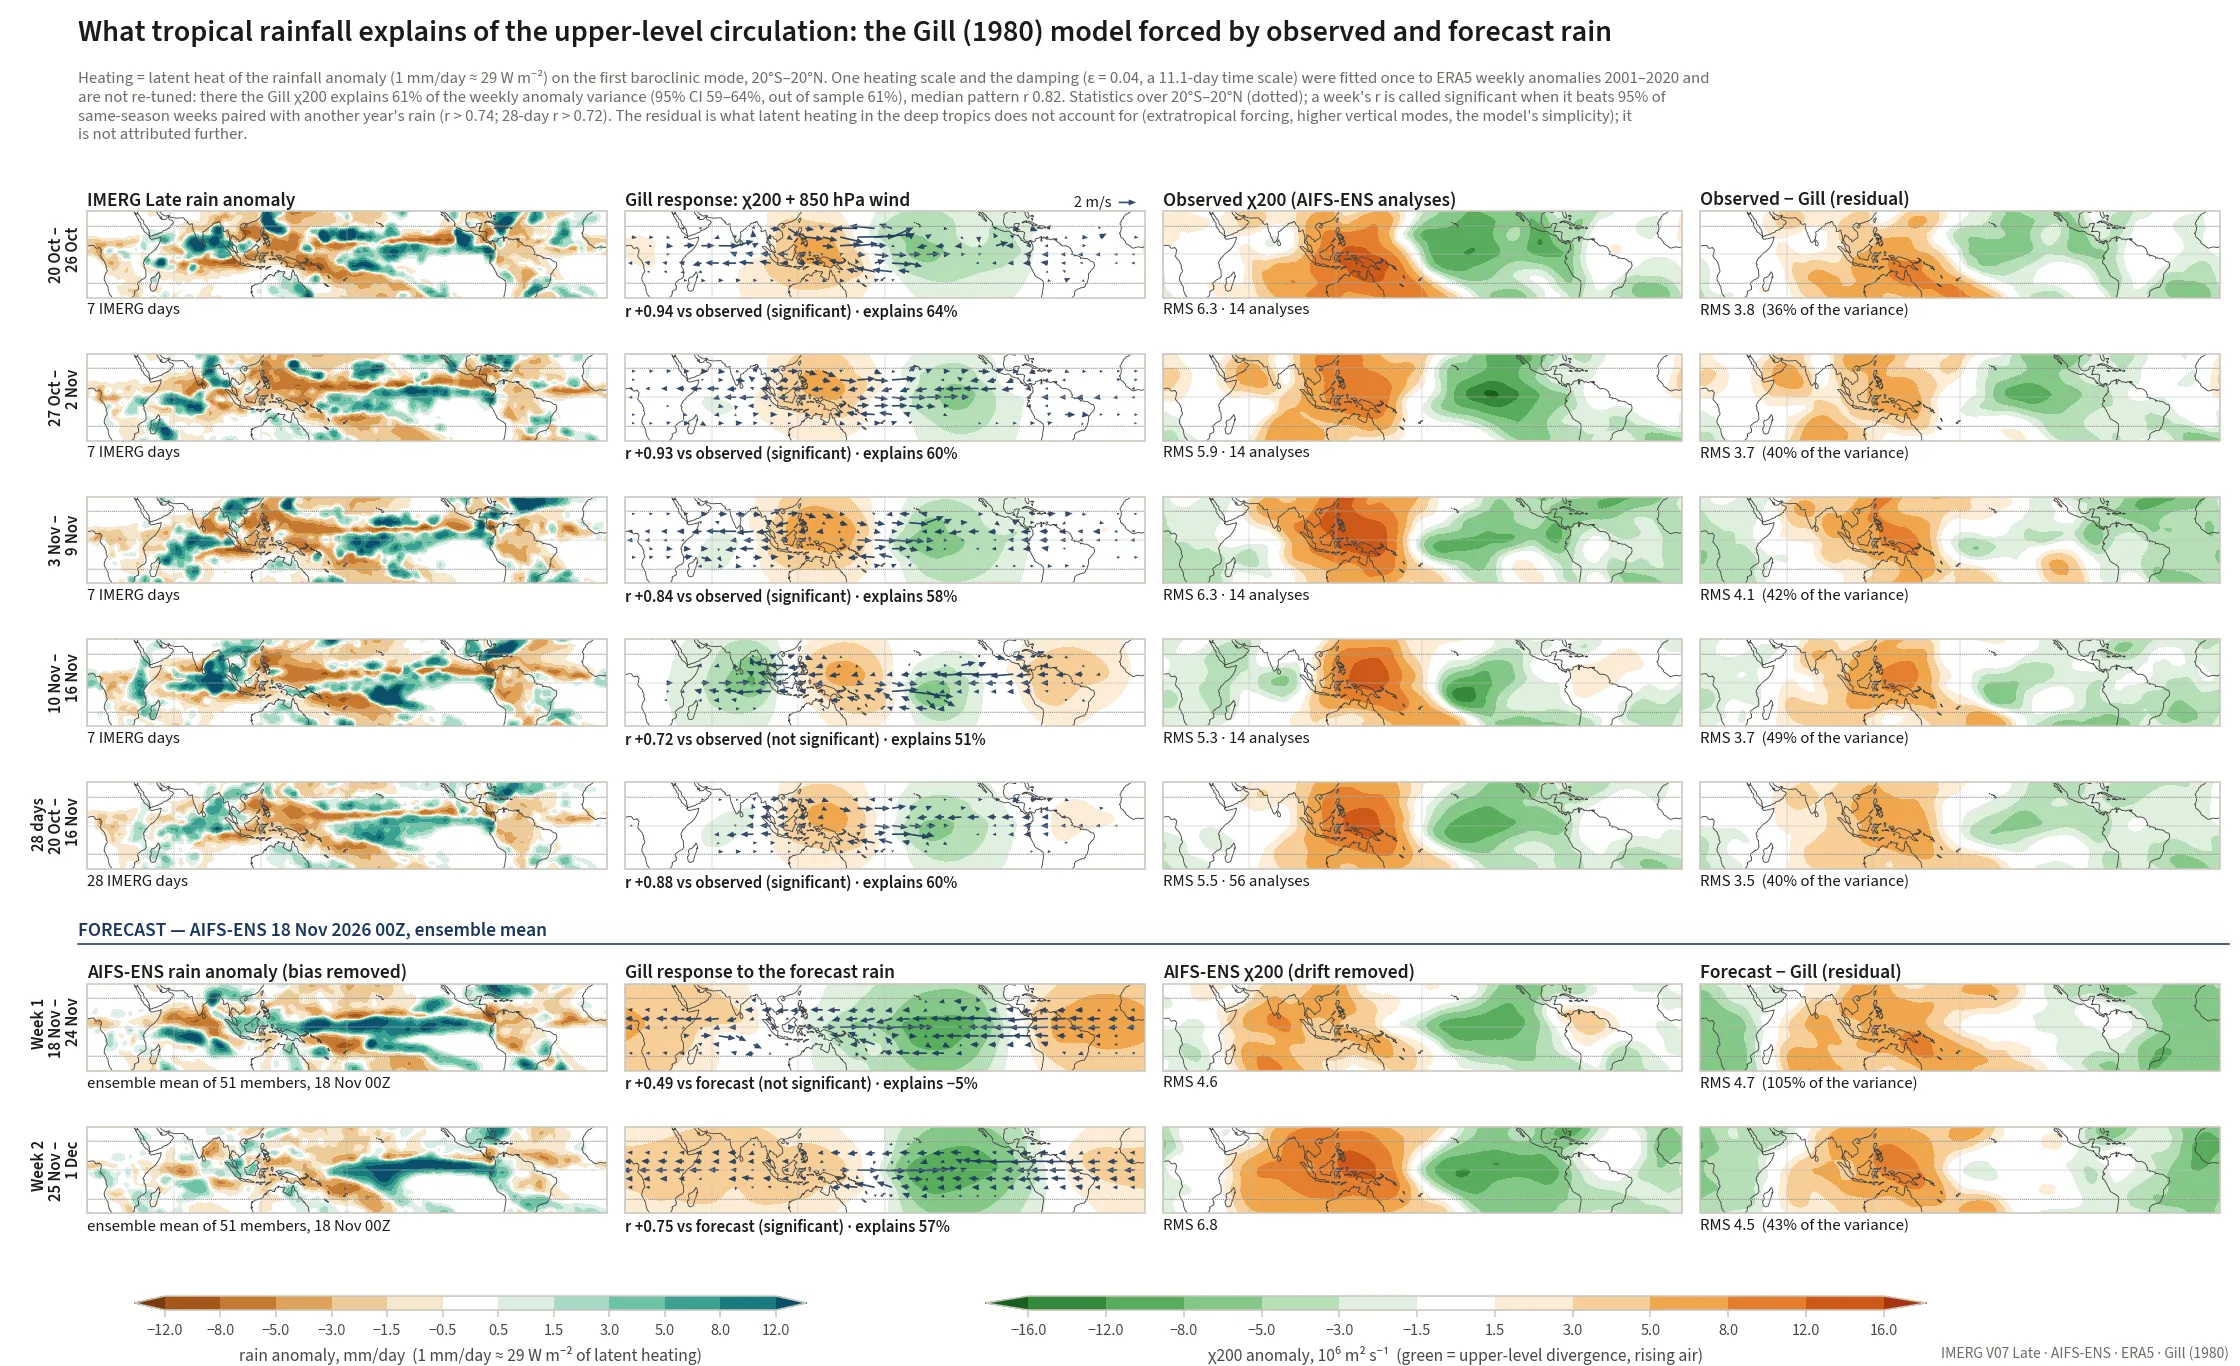 What tropical rainfall explains of the upper-level circulation: the Gill (1980) model forced by observed and forecast rain
Heating = latent heat of the rainfall anomaly (1 mm/day ≈ 29 W m⁻²) on the first baroclinic mode, 20°S–20°N. One heating scale and the damping (ε = 0.04, a 11.1-day time scale) were fitted once to ERA5 weekly anomalies 2001–2020 and
are not re-tuned: there the Gill χ200 explains 61% of the weekly anomaly variance (95% CI 59–64%, out of sample 61%), median pattern r 0.82. Statistics over 20°S–20°N (dotted); a week's r is called significant when it beats 95% of
same-season weeks paired with another year's rain (r > 0.74; 28-day r > 0.72). The residual is what latent heating in the deep tropics does not account for (extratropical forcing, higher vertical modes, the model's simplicity); it
is not attributed further.
IMERG Late rain anomaly
Gill response: χ200 + 850 hPa wind
2 m/s
Observed χ200 (AIFS-ENS analyses)
Observed − Gill (residual)
20 Oct –
26 Oct
7 IMERG days
r +0.94 vs observed (significant) · explains 64%
RMS 6.3 · 14 analyses
RMS 3.8 (36% of the variance)
27 Oct –
2 Nov
7 IMERG days
r +0.93 vs observed (significant) · explains 60%
RMS 5.9 · 14 analyses
RMS 3.7 (40% of the variance)
3 Nov –
9 Nov
7 IMERG days
r +0.84 vs observed (significant) · explains 58%
RMS 6.3 · 14 analyses
RMS 4.1 (42% of the variance)
10 Nov –
16 Nov
7 IMERG days
r +0.72 vs observed (not significant) · explains 51%
RMS 5.3 · 14 analyses
RMS 3.7 (49% of the variance)
28 days
20 Oct –
16 Nov
28 IMERG days
r +0.88 vs observed (significant) · explains 60%
RMS 5.5 · 56 analyses
RMS 3.5 (40% of the variance)
FORECAST — AIFS-ENS 18 Nov 2026 00Z, ensemble mean
AIFS-ENS rain anomaly (bias removed)
Gill response to the forecast rain
AIFS-ENS χ200 (drift removed)
Forecast − Gill (residual)
Week 1
18 Nov –
24 Nov
ensemble mean of 51 members, 18 Nov 00Z
r +0.49 vs forecast (not significant) · explains −5%
RMS 4.6
RMS 4.7 (105% of the variance)
Week 2
25 Nov –
1 Dec
ensemble mean of 51 members, 18 Nov 00Z
r +0.75 vs forecast (significant) · explains 57%
RMS 6.8
RMS 4.5 (43% of the variance)
−12.0 −8.0 −5.0 −3.0 −1.5 −0.5 0.5 1.5 3.0 5.0 8.0 12.0
rain anomaly, mm/day (1 mm/day ≈ 29 W m⁻² of latent heating)
−16.0 −12.0 −8.0 −5.0 −3.0 −1.5 1.5 3.0 5.0 8.0 12.0 16.0
χ200 anomaly, 10⁶ m² s⁻¹ (green = upper-level divergence, rising air)
IMERG V07 Late · AIFS-ENS · ERA5 · Gill (1980)